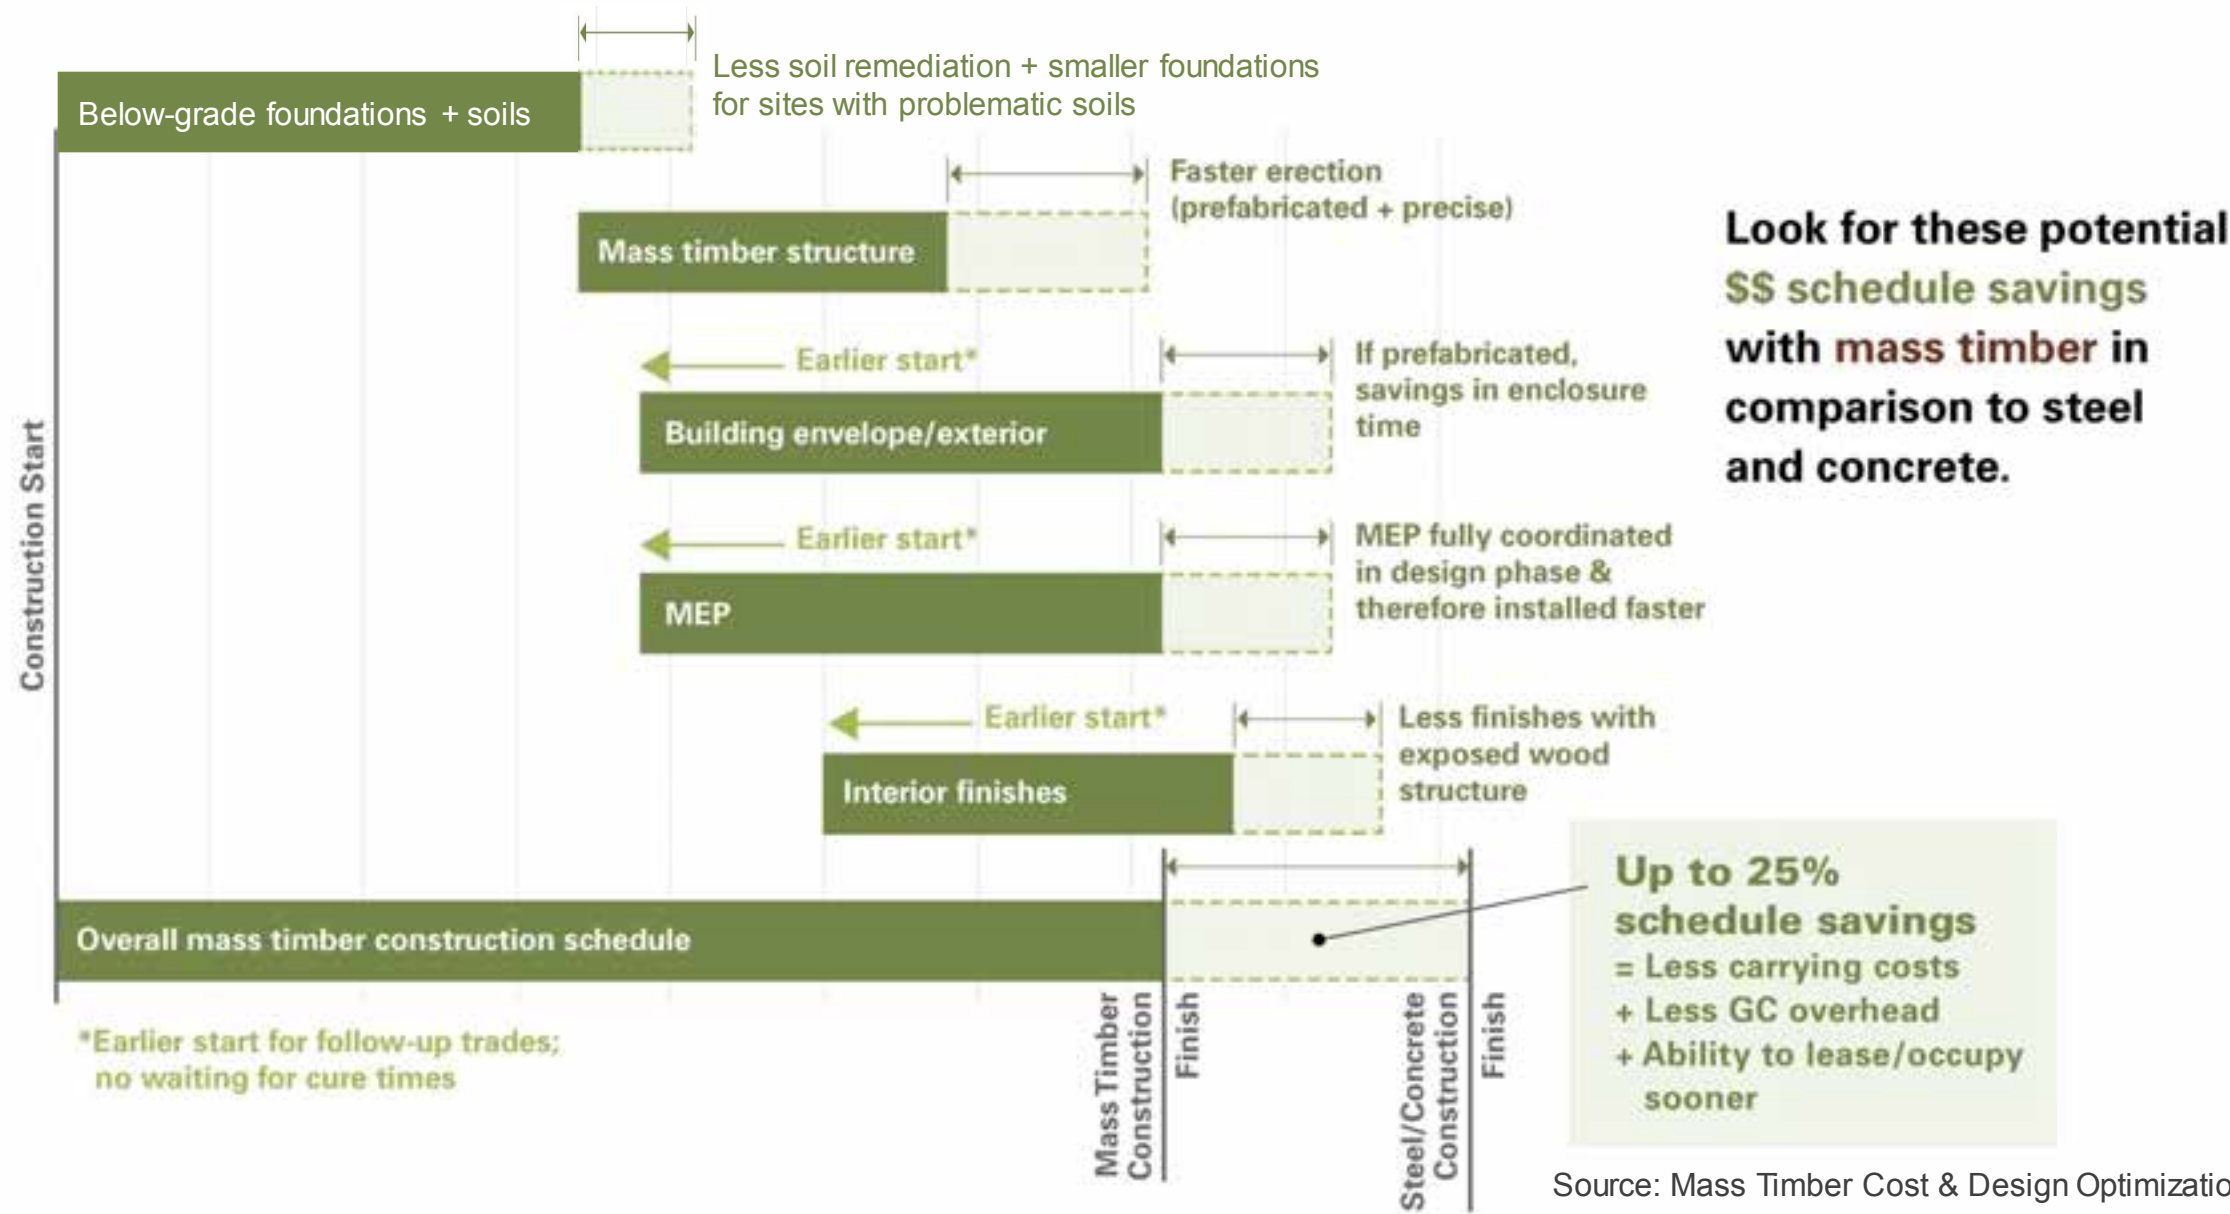 Less soil remediation + smaller foundations
for sites with problematic soils
Below-grade foundations + soils
Faster erection
(prefabricated + precise)
Mass timber structure
Look for these potential
$$ schedule savings
with mass timber in
comparison to steel
and concrete.
Earlier start*
If prefabricated,
savings in enclosure
time
Building envelope/exterior
Construction Start
Earlier start*
MEP fully coordinated
in design phase &
therefore installed faster
MEP
Earlier start*
Less finishes with
exposed wood
structure
Interior finishes
Overall mass timber construction schedule
Up to 25%
schedule savings
= Less carrying costs
+ Less GC overhead
+ Ability to lease/occupy
sooner
*Earlier start for follow-up trades;
no waiting for cure times
Mass Timber
Construction
Finish
Steel/Concrete
Construction
Finish
Source: Mass Timber Cost & Design Optimizatio